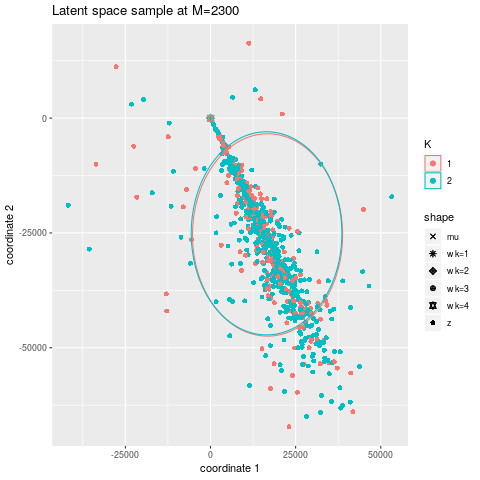 Latent space sample at M=2300
0
-25000
-50000
coordinate 2
-25000
0
25000
50000
coordinate 1
K
1
2
shape
mu
w k=1
w k=2
w k=3
w k=4
z